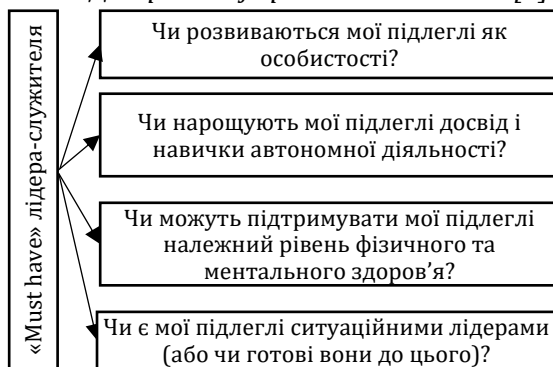 «Must have» лідера-служителя
Чи розвиваються мої підлеглі як
особистості?
Чи нарощують мої підлеглі досвід і
навички автономної діяльності?
Чи можуть підтримувати мої підлеглі
належний рівень фізичного та
ментального здоров’я?
Чи є мої підлеглі ситуаційними лідерами
(або чи готові вони до цього)?